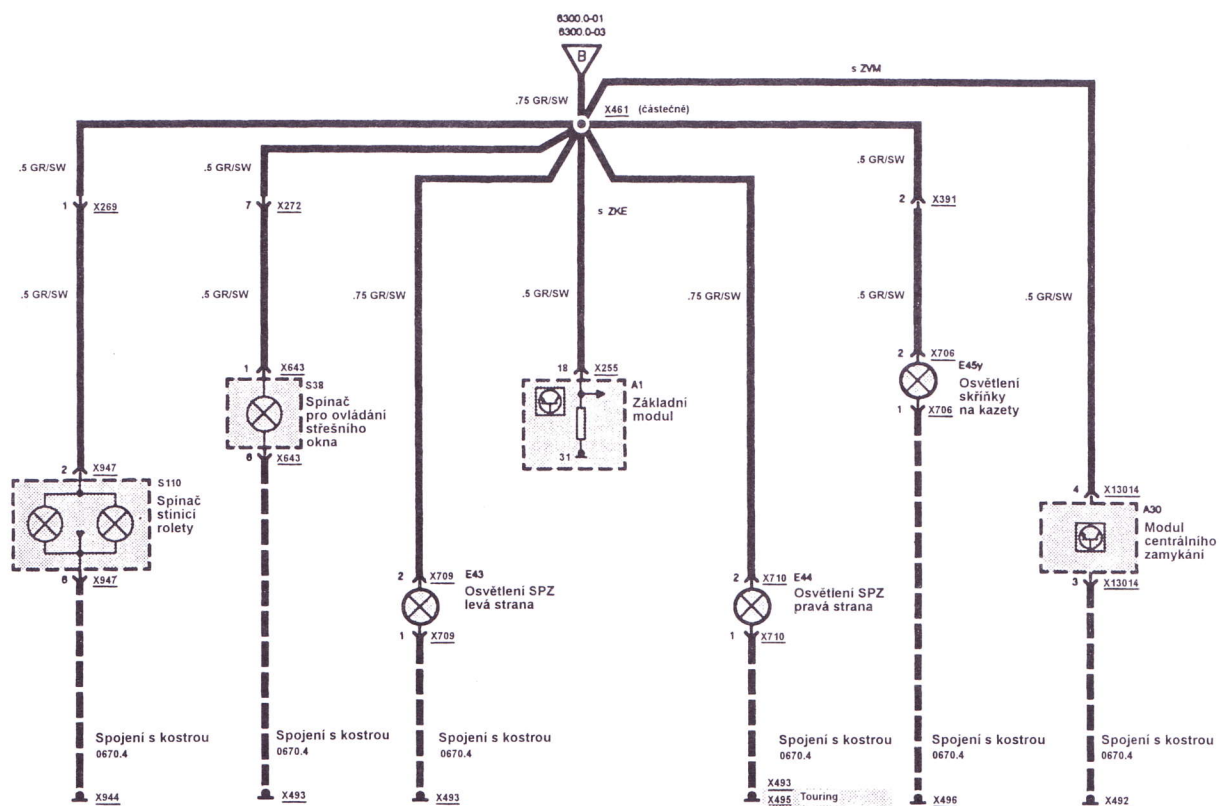 6300.0-01
6300.0-03
B
s ZVM
.75 GR/SW
X461 (částečné)
.5 GR/SW
.5 GR/SW
.5 GR/SW
1 X269
7 X272
s ZKE
2 X391
.5 GR/SW
.5 GR/SW
.75 GR/SW
.5 GR/SW
.75 GR/SW
.5 GR/SW
.5 GR/SW
1 X643
S38
Spínač
pro ovládání
střešního
okna
6 X643
18 X255
A1
Základní
modul
31
2 X706
E45y
Osvětlení
skříňky
na kazety
1 X706
2 X947
S110
Spínač
stínící
rolety
6 X947
4 X13014
A30
Modul
centrálního
zamykání
3 X13014
2 X709
E43
Osvětlení SPZ
levá strana
1 X709
2 X710
E44
Osvětlení SPZ
pravá strana
1 X710
Spojení s kostrou
0670.4
Spojení s kostrou
0670.4
Spojení s kostrou
0670.4
Spojení s kostrou
0670.4
Spojení s kostrou
0670.4
Spojení s kostrou
0670.4
X944
X493
X493
X493
X495 Touring
X496
X492